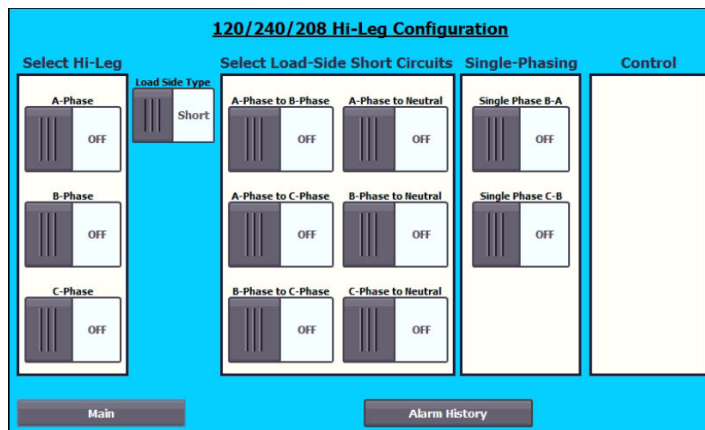 120/240/208 Hi-Leg Configuration
Select Hi-Leg
Select Load-Side Short Circuits
Single-Phasing
Control
Load Side Type
Short
A-Phase
OFF
B-Phase
OFF
C-Phase
OFF
A-Phase to B-Phase
OFF
A-Phase to Neutral
OFF
A-Phase to C-Phase
OFF
B-Phase to Neutral
OFF
B-Phase to C-Phase
OFF
C-Phase to Neutral
OFF
Single Phase B-A
OFF
Single Phase C-B
OFF
Main
Alarm History